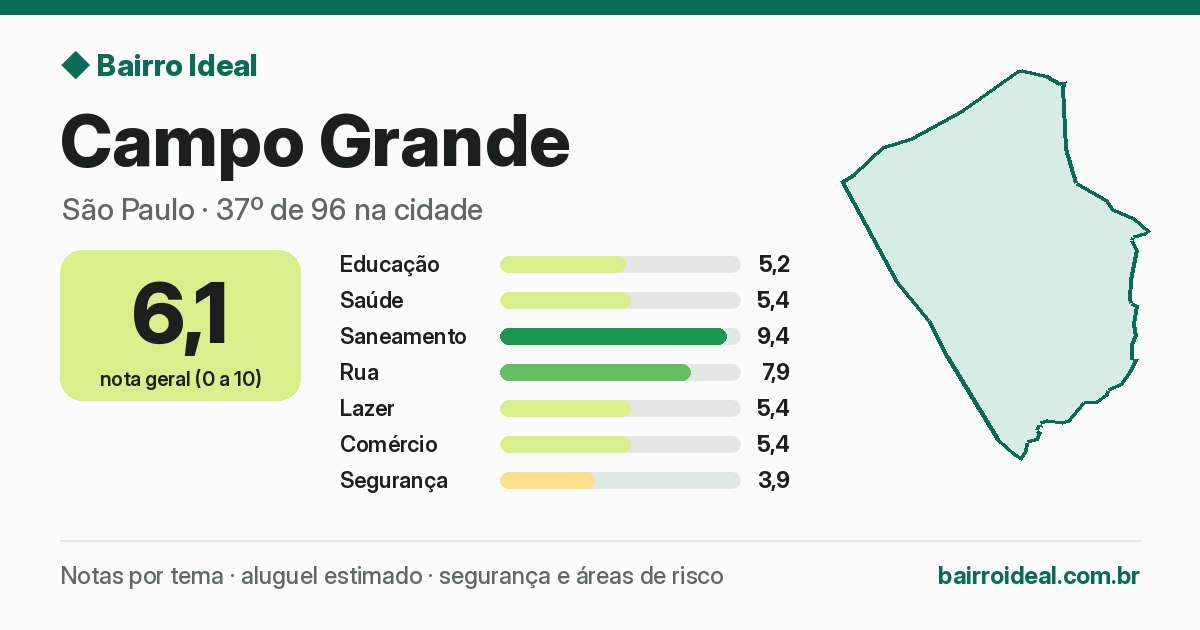 Bairro Ideal
Campo Grande
São Paulo · 37º de 96 na cidade
6,1
nota geral (0 a 10)
Educação 5,2
Saúde 5,4
Saneamento 9,4
Rua 7,9
Lazer 5,4
Comércio 5,4
Segurança 3,9
Notas por tema · aluguel estimado · segurança e áreas de risco
bairroideal.com.br